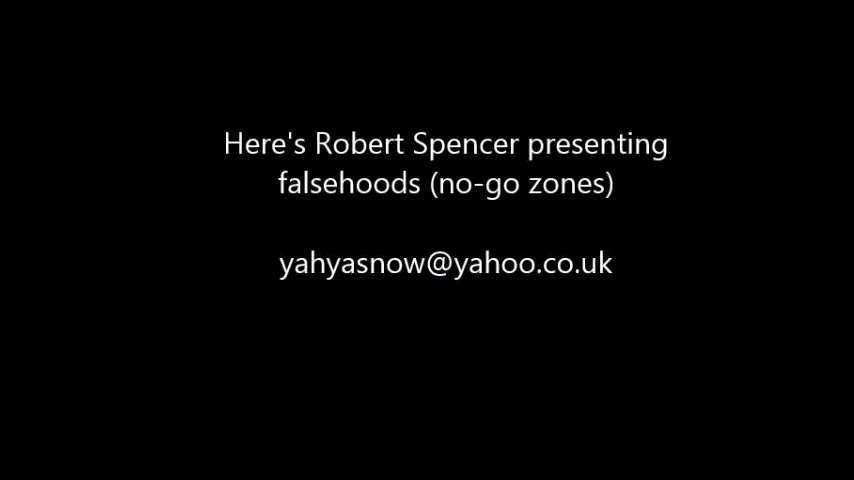 Here's Robert Spencer presenting
falsehoods (no-go zones)
yahyasnow@yahoo.co.uk